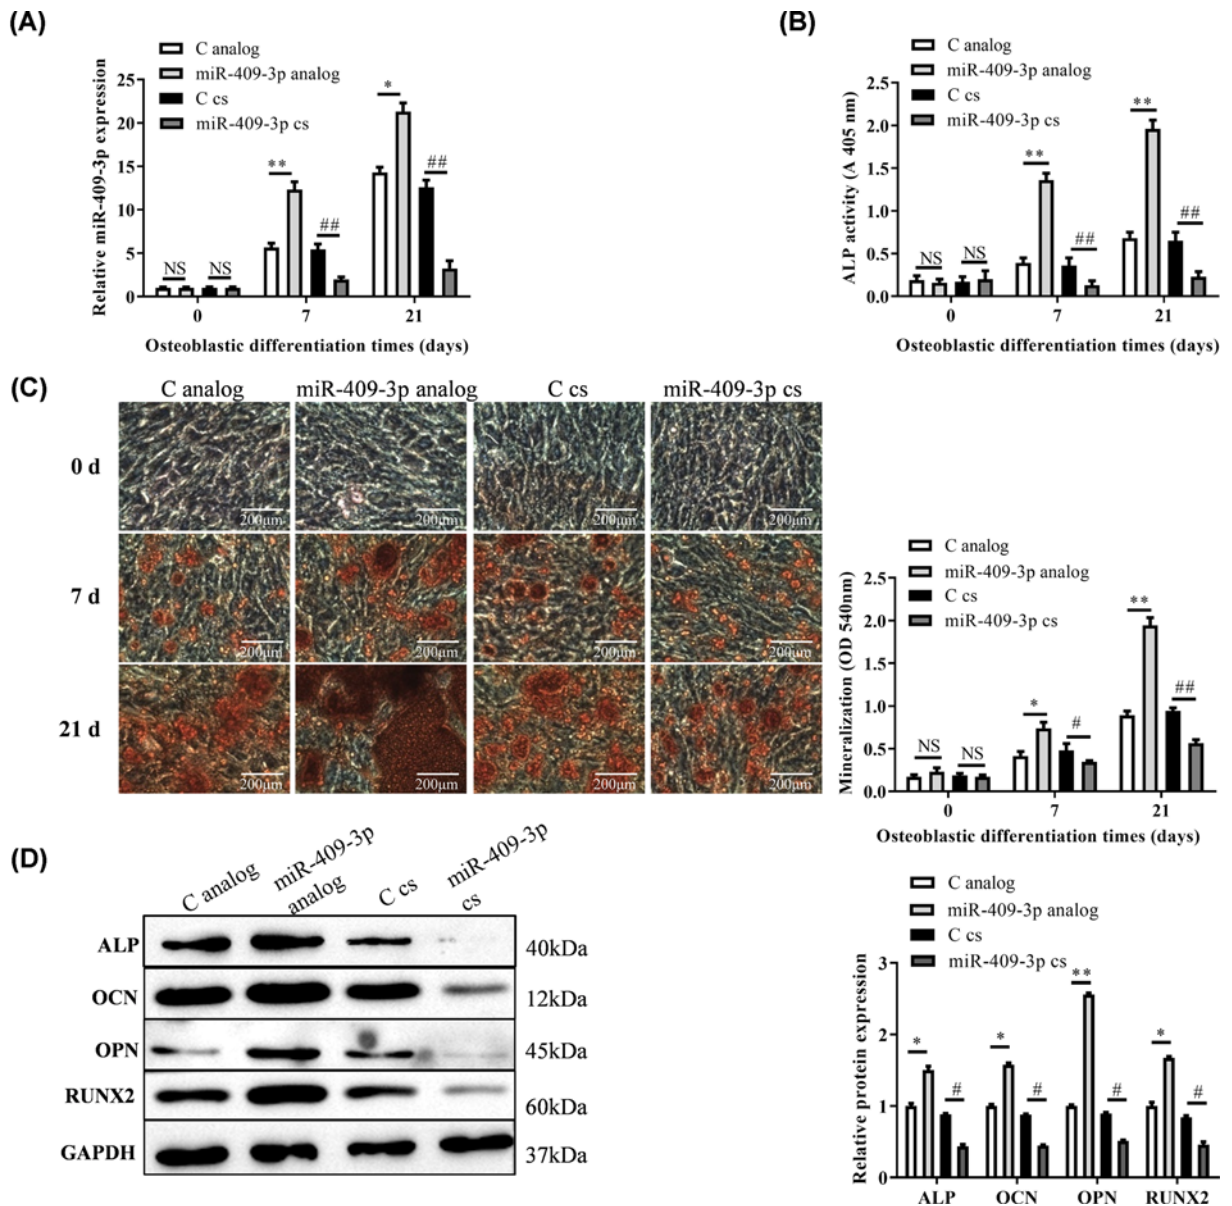 (A)
C analog
miR-409-3p analog
C cs
miR-409-3p cs
Relative miR-409-3p expression
25
20
15
10
5
0
NS
NS
**
##
*
##
0
7
21
Osteoblastic differentiation times (days)
(B)
C analog
miR-409-3p analog
C cs
miR-409-3p cs
ALP activity (A 405 nm)
2.5
2.0
1.5
1.0
0.5
0.0
NS
NS
**
##
**
##
0
7
21
Osteoblastic differentiation times (days)
(C)
C analog
miR-409-3p analog
C cs
miR-409-3p cs
0 d
200μm
200μm
200μm
200μm
7 d
200μm
200μm
200μm
200μm
21 d
200μm
200μm
200μm
200μm
C analog
miR-409-3p analog
C cs
miR-409-3p cs
Mineralization (OD 540nm)
2.5
2.0
1.5
1.0
0.5
0.0
NS
NS
*
#
**
##
0
7
21
Osteoblastic differentiation times (days)
(D)
C analog
miR-409-3p
analog
C cs
miR-409-3p
cs
ALP
40kDa
OCN
12kDa
OPN
45kDa
RUNX2
60kDa
GAPDH
37kDa
C analog
miR-409-3p analog
C cs
miR-409-3p cs
Relative protein expression
3
2
1
0
*
#
*
#
**
#
*
#
ALP
OCN
OPN
RUNX2